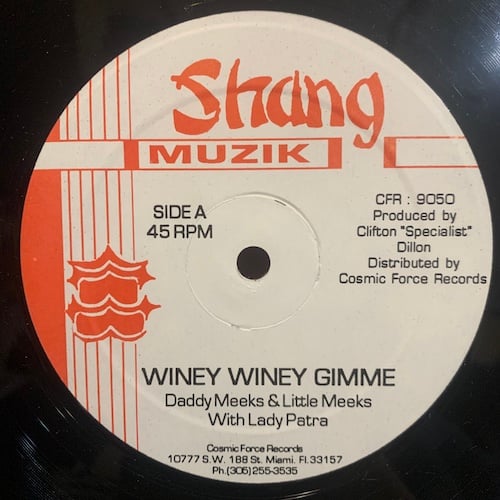 Shang
MUZIK
SIDE A
45 RPM
CFR : 9050
Produced by
Clifton "Specialist"
Dillon
Distributed by
Cosmic Force Records
WINEY WINEY GIMME
Daddy Meeks & Little Meeks
With Lady Patra
Cosmic Force Records
10777 S.W. 188 St. Miami. Fl.33157
Ph.(305)255-3535